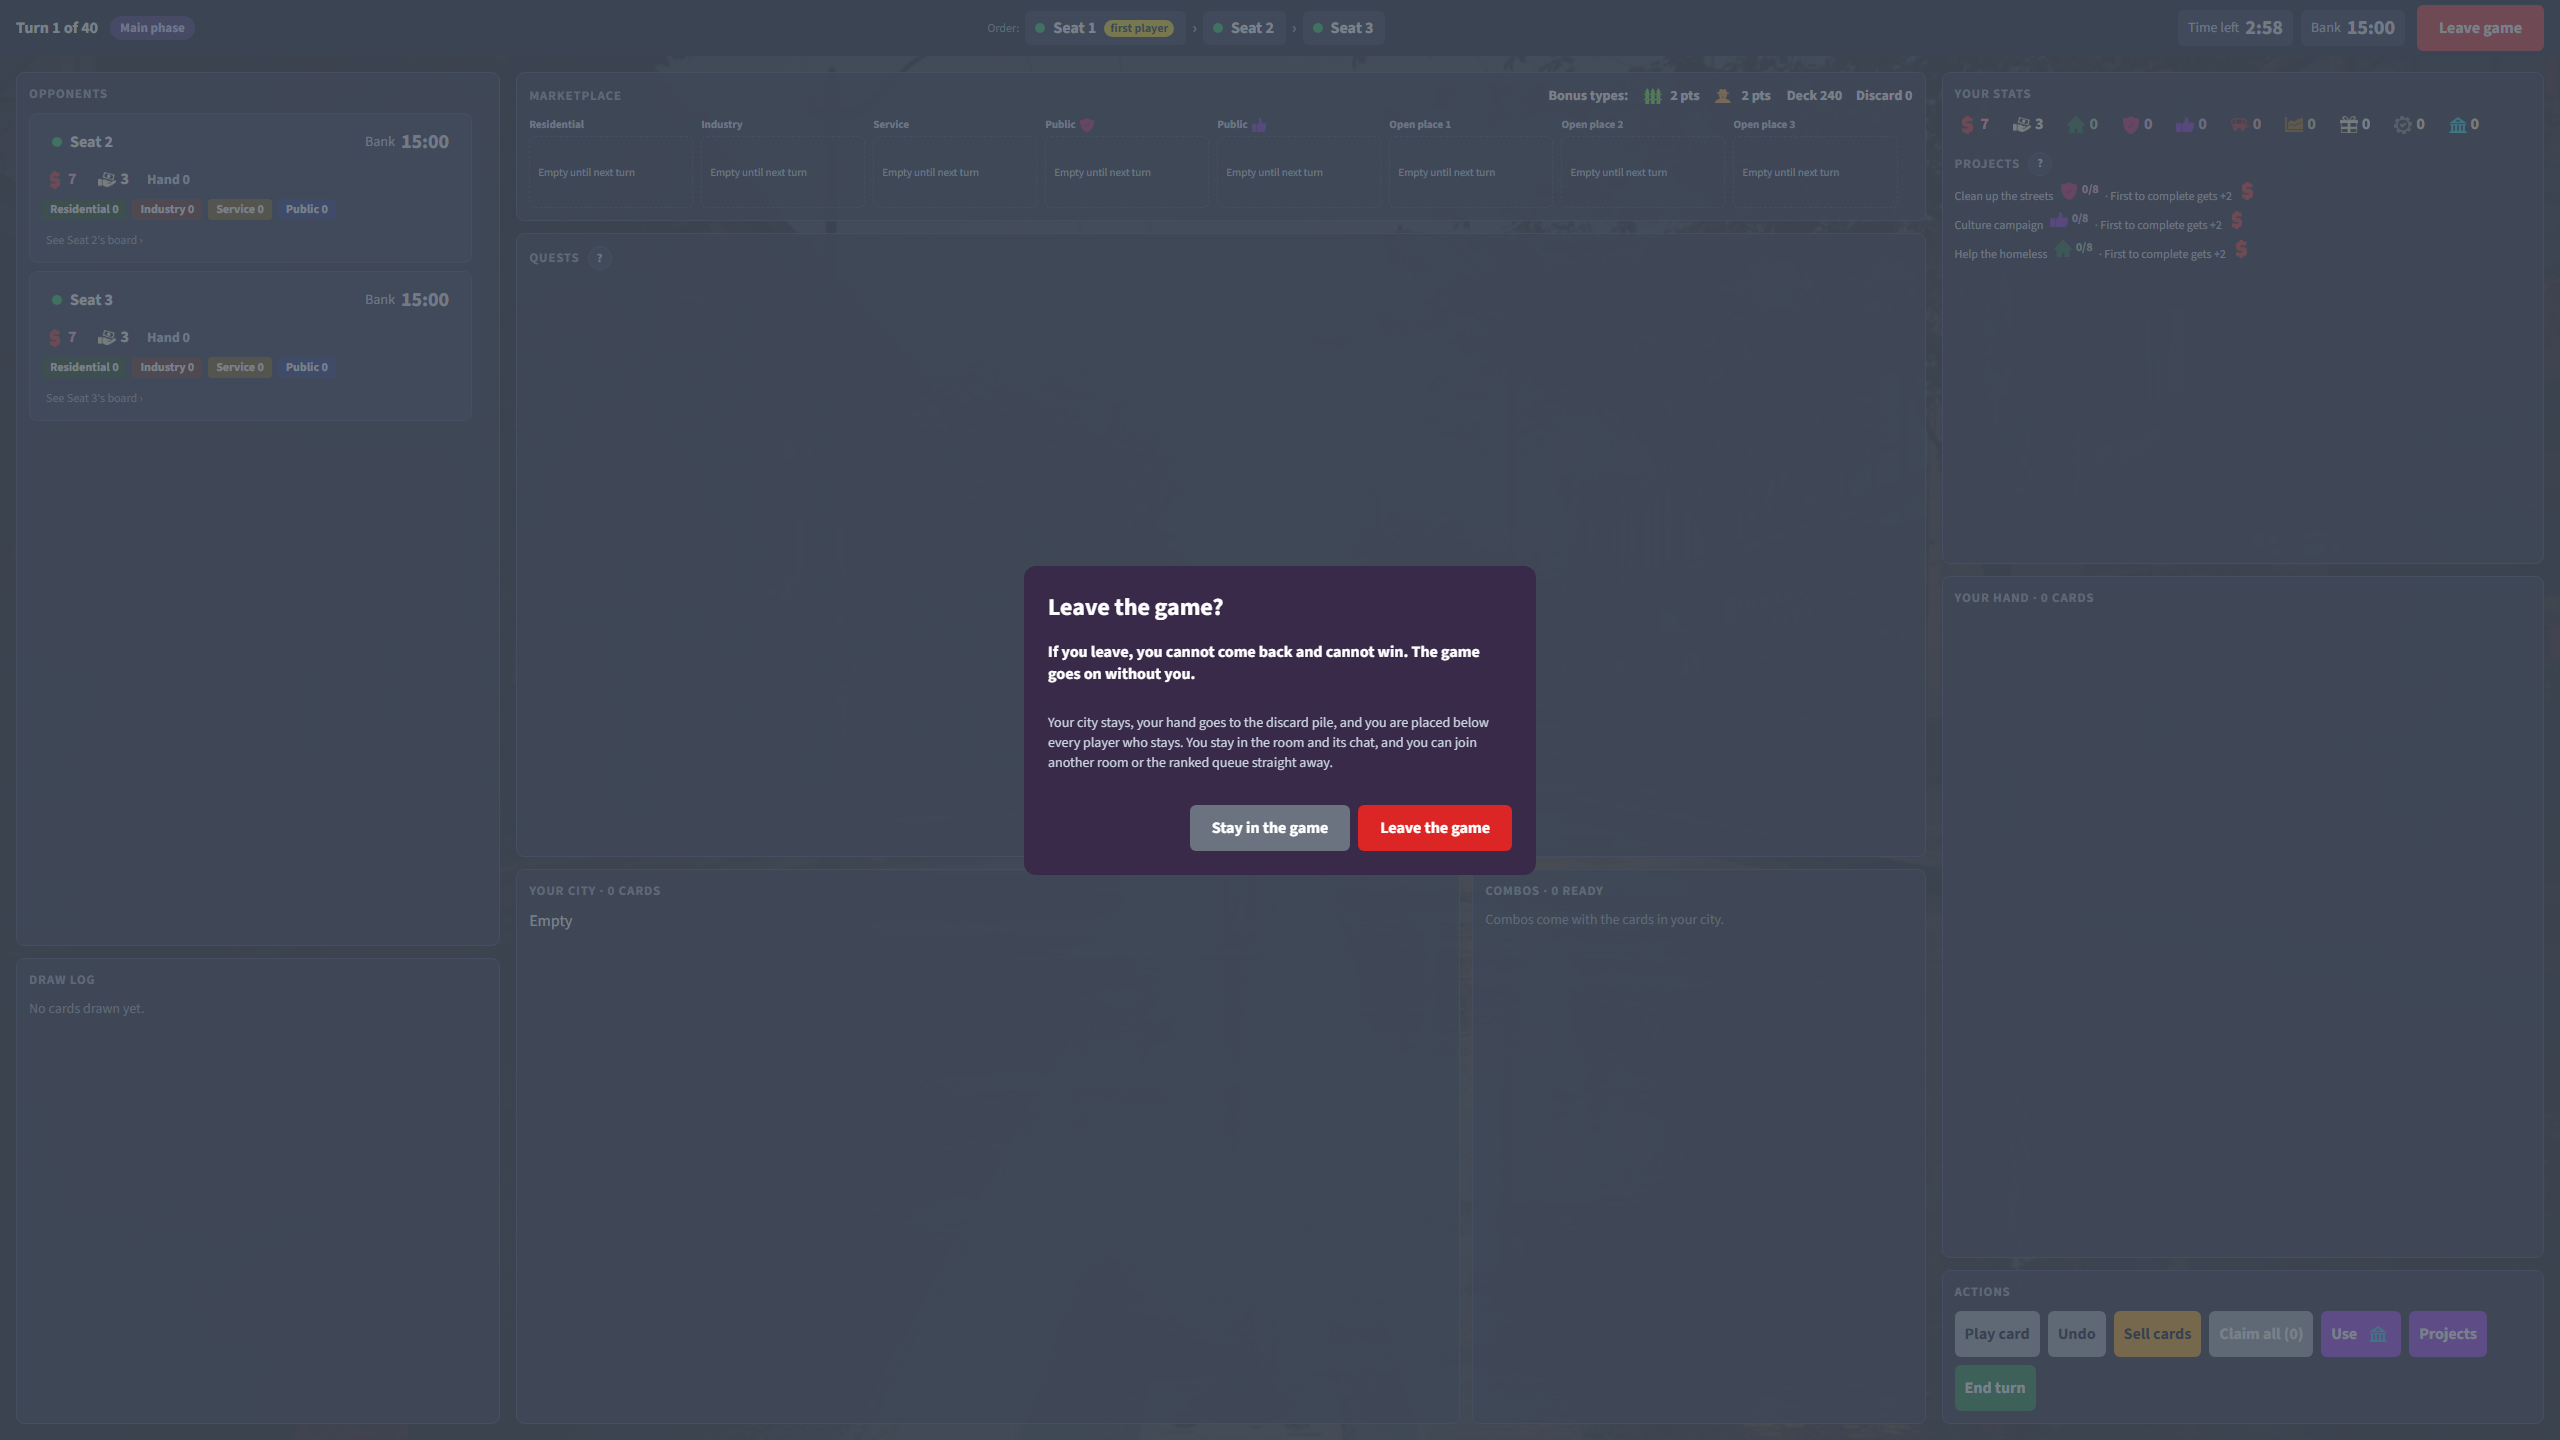 Turn 1 of 40 Main phase
Order: Seat 1 first player › Seat 2 › Seat 3
Time left 2:58 Bank 15:00 Leave game
OPPONENTS
Seat 2 Bank 15:00
7 3 Hand 0
Residential 0 Industry 0 Service 0 Public 0
See Seat 2's board ›
Seat 3 Bank 15:00
7 3 Hand 0
Residential 0 Industry 0 Service 0 Public 0
See Seat 3's board ›
DRAW LOG
No cards drawn yet.
MARKETPLACE
Bonus types: 2 pts 2 pts Deck 240 Discard 0
Residential Industry Service Public Public Open place 1 Open place 2 Open place 3
Empty until next turn Empty until next turn Empty until next turn Empty until next turn Empty until next turn Empty until next turn Empty until next turn Empty until next turn
QUESTS ?
Leave the game?
If you leave, you cannot come back and cannot win. The game
goes on without you.
Your city stays, your hand goes to the discard pile, and you are placed below
every player who stays. You stay in the room and its chat, and you can join
another room or the ranked queue straight away.
Stay in the game Leave the game
YOUR CITY · 0 CARDS
Empty
COMBOS · 0 READY
Combos come with the cards in your city.
YOUR STATS
$ 7 3 0 0 0 0 0 0 0 0
PROJECTS ?
Clean up the streets 0/8 · First to complete gets +2 $
Culture campaign 0/8 · First to complete gets +2 $
Help the homeless 0/8 · First to complete gets +2 $
YOUR HAND · 0 CARDS
ACTIONS
Play card Undo Sell cards Claim all (0) Use Projects
End turn